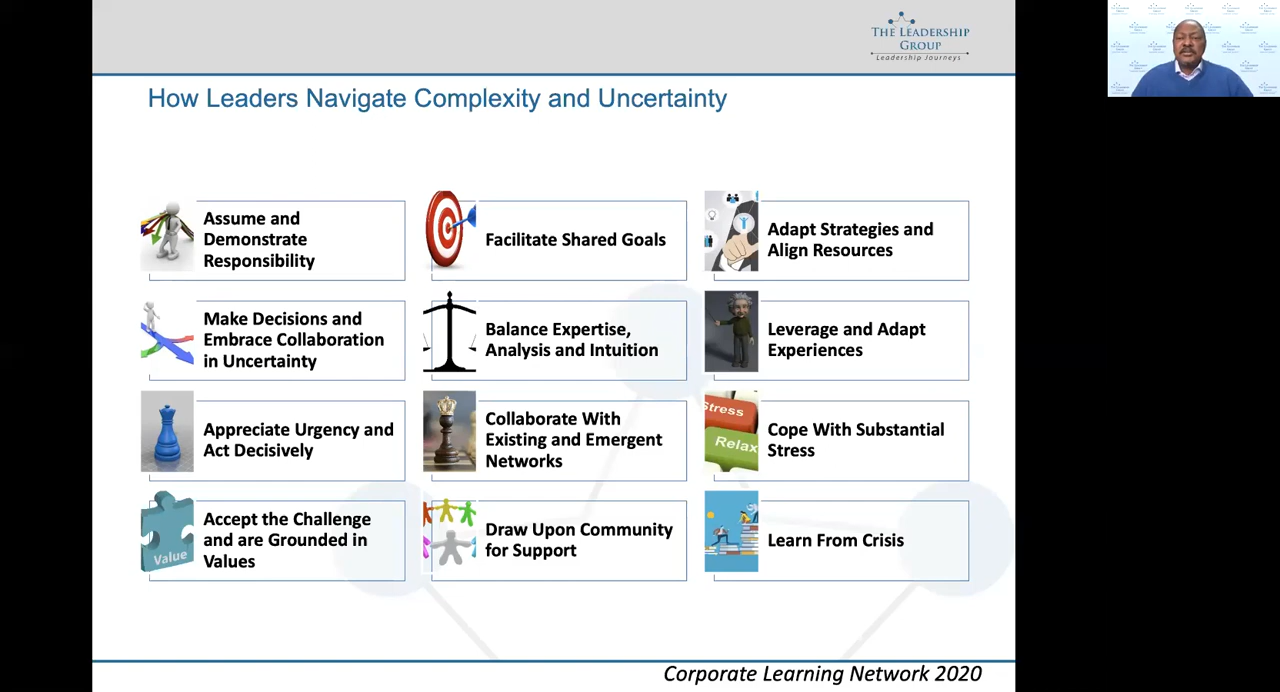 THE LEADERSHIP
GROUP
Leadership Journeys
How Leaders Navigate Complexity and Uncertainty
Assume and
Demonstrate
Responsibility
Facilitate Shared Goals
Adapt Strategies and
Align Resources
Make Decisions and
Embrace Collaboration
in Uncertainty
Balance Expertise,
Analysis and Intuition
Leverage and Adapt
Experiences
Appreciate Urgency and
Act Decisively
Collaborate With
Existing and Emergent
Networks
Stress
Relax
Cope With Substantial
Stress
Value
Accept the Challenge
and are Grounded in
Values
Draw Upon Community
for Support
Learn From Crisis
Corporate Learning Network 2020